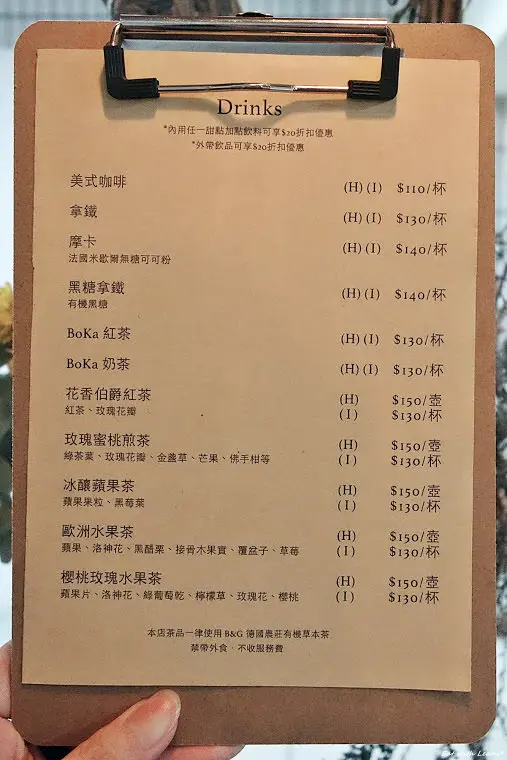 Drinks
*內用任一甜點加點飲料可享$20折扣優惠
*外帶飲品可享$20折扣優惠
美式咖啡 (H) (I) $110/杯
拿鐵 (H) (I) $130/杯
摩卡 (H) (I) $140/杯
法國米歇爾無糖可可粉
黑糖拿鐵 (H) (I) $140/杯
有機黑糖
BoKa 紅茶 (H) (I) $130/杯
BoKa 奶茶 (H) (I) $130/杯
花香伯爵紅茶 (H) $150/壺
紅茶、玫瑰花瓣 (I) $130/杯
玫瑰蜜桃煎茶 (H) $150/壺
綠茶葉、玫瑰花瓣、金盞草、芒果、佛手柑等 (I) $130/杯
冰釀蘋果茶 (H) $150/壺
蘋果果粒、黑莓葉 (I) $130/杯
歐洲水果茶 (H) $150/壺
蘋果、洛神花、黑醋栗、接骨木果實、覆盆子、草莓 (I) $130/杯
櫻桃玫瑰水果茶 (H) $150/壺
蘋果片、洛神花、綠葡萄乾、檸檬草、玫瑰花、櫻桃 (I) $130/杯
本店茶品一律使用 B&G 德國農莊有機草本茶
禁帶外食．不收服務費